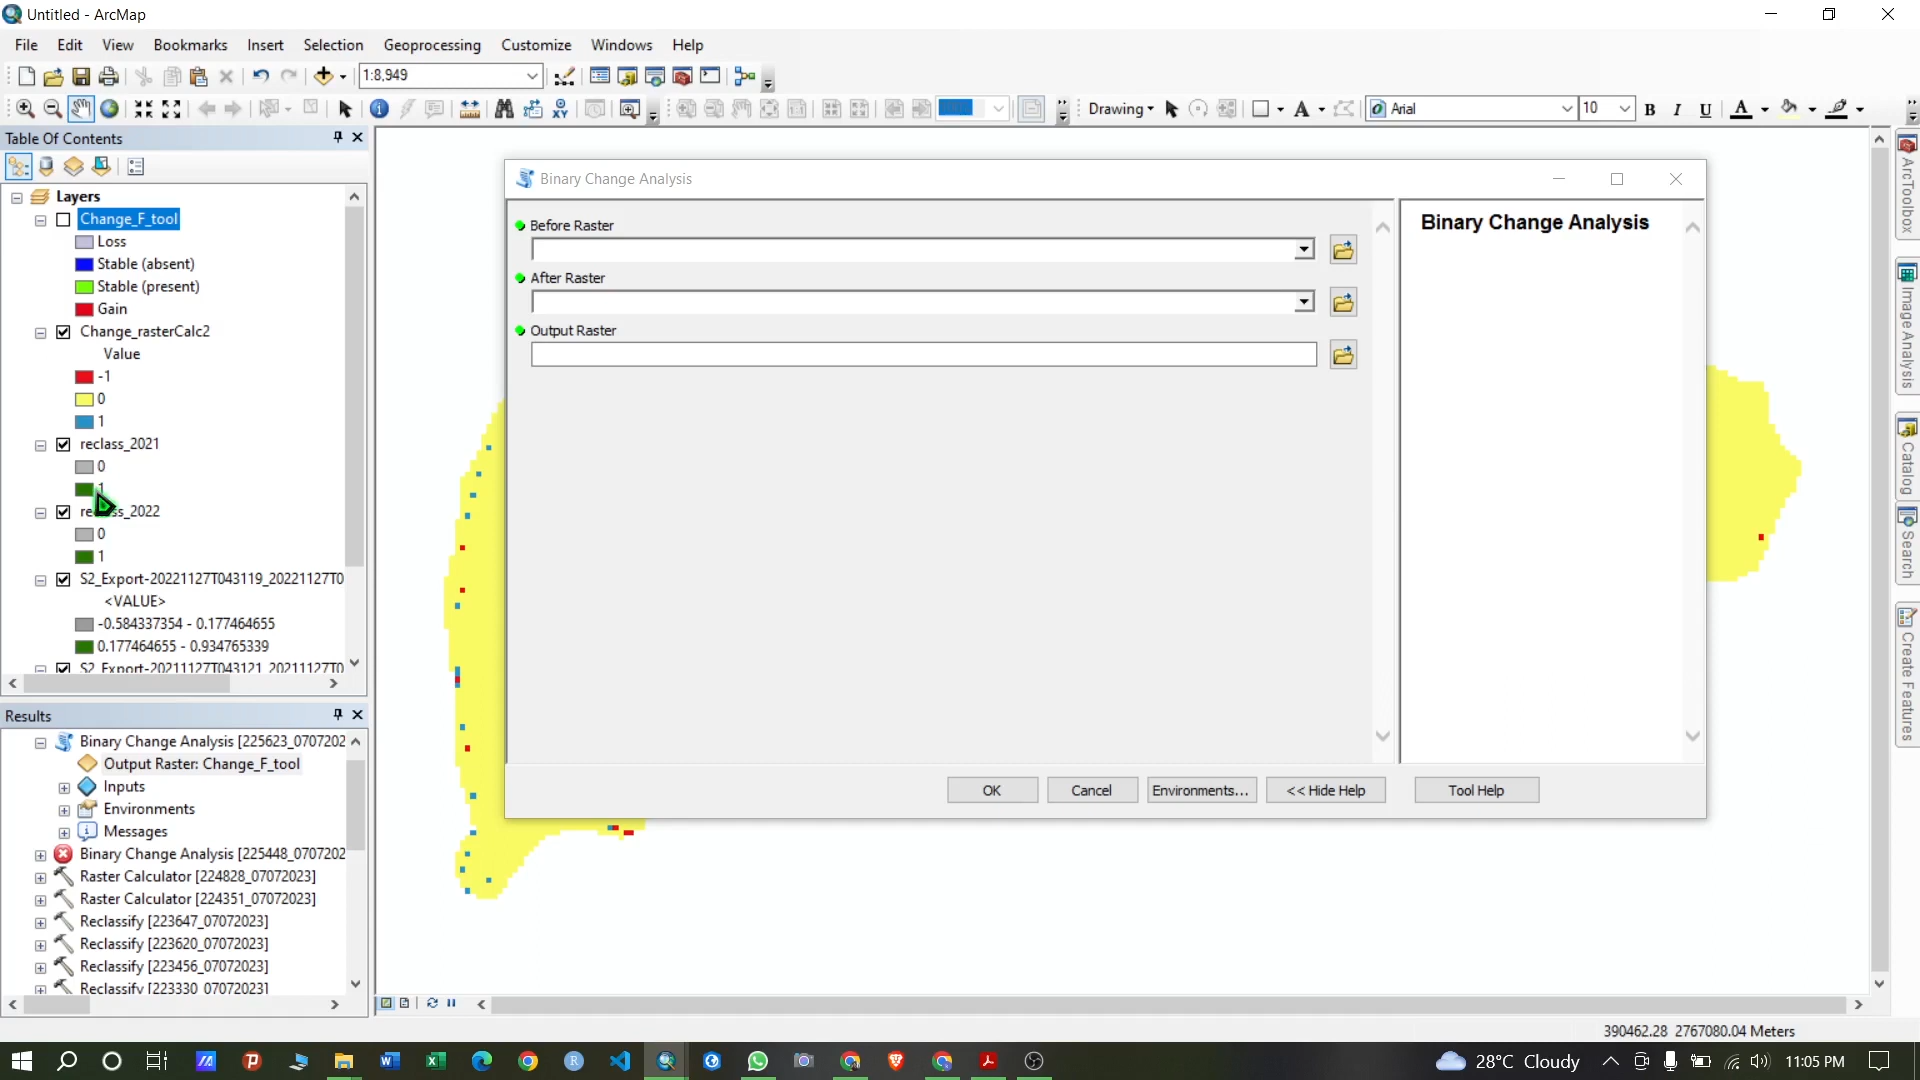 Untitled - ArcMap
File Edit View Bookmarks Insert Selection Geoprocessing Customize Windows Help
1:8,949
Drawing Arial 10 B I U A
Table Of Contents
Layers
Change_F_tool
Loss
Stable (absent)
Stable (present)
Gain
Change_rasterCalc2
Value
-1
0
1
reclass_2021
0
1
reclass_2022
0
1
S2_Export-20221127T043119_20221127T0
<VALUE>
-0.584337354 - 0.177464655
0.177464655 - 0.934765339
S2_Export-20211127T043121_20211127T0
Results
Binary Change Analysis [225623_0707202
Output Raster: Change_F_tool
Inputs
Environments
Messages
Binary Change Analysis [225448_0707202
Raster Calculator [224828_07072023]
Raster Calculator [224351_07072023]
Reclassify [223647_07072023]
Reclassify [223620_07072023]
Reclassify [223456_07072023]
Reclassify [223330_07072023]
Binary Change Analysis
Before Raster
After Raster
Output Raster
OK Cancel Environments... << Hide Help Tool Help
Binary Change Analysis
ArcToolbox
Image Analysis
Catalog
Search
Create Features
390462.28 2767080.04 Meters
28°C Cloudy 11:05 PM